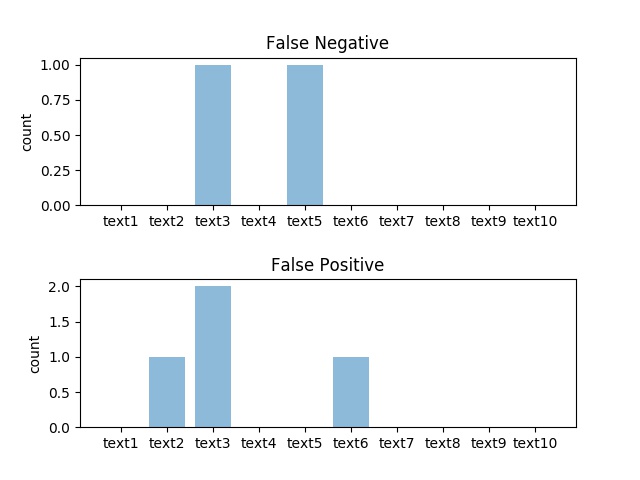 False Negative
1.00
0.75
0.50
0.25
0.00
count
text1 text2 text3 text4 text5 text6 text7 text8 text9 text10
False Positive
2.0
1.5
1.0
0.5
0.0
count
text1 text2 text3 text4 text5 text6 text7 text8 text9 text10